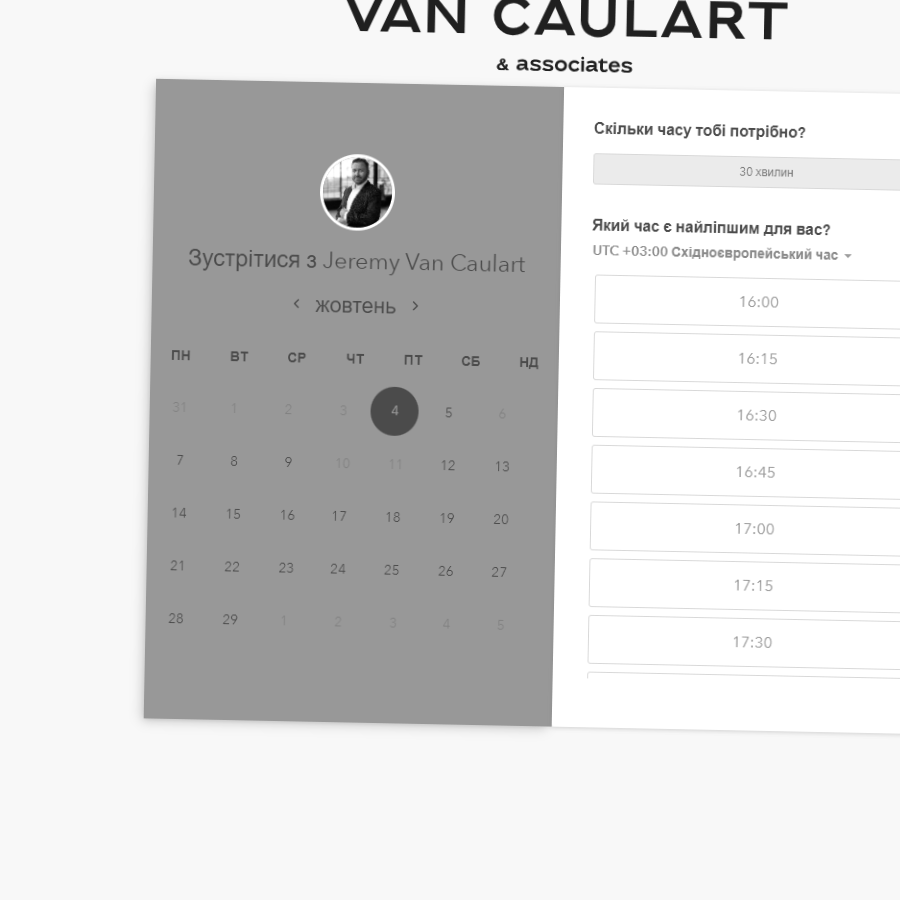 VAN CAULART
& associates
Зустрітися з Jeremy Van Caulart
жовтень
ПН ВТ СР ЧТ ПТ СБ НД
31 1 2 3 4 5 6
7 8 9 10 11 12 13
14 15 16 17 18 19 20
21 22 23 24 25 26 27
28 29 1 2 3 4 5
Скільки часу тобі потрібно?
30 хвилин
Який час є найліпшим для вас?
UTC +03:00 Східноєвропейський час
16:00
16:15
16:30
16:45
17:00
17:15
17:30